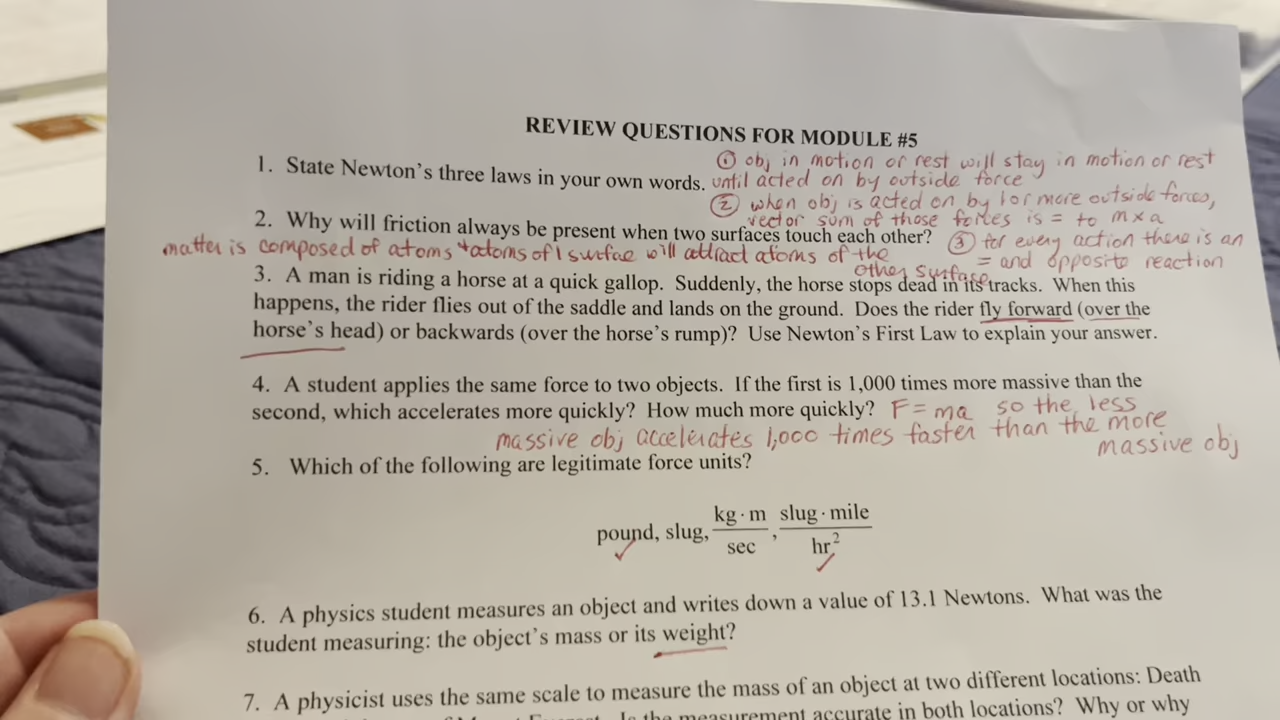 REVIEW QUESTIONS FOR MODULE #5
1. State Newton's three laws in your own words.
① obj in motion or rest will stay in motion or rest
until acted on by outside force
② when obj is acted on by 1 or more outside forces,
vector sum of those forces is = to m x a
2. Why will friction always be present when two surfaces touch each other?
③ for every action there is an
= and opposite reaction
matter is composed of atoms + atoms of 1 surfae will attract atoms of the
other surface
3. A man is riding a horse at a quick gallop. Suddenly, the horse stops dead in its tracks. When this
happens, the rider flies out of the saddle and lands on the ground. Does the rider fly forward (over the
horse's head) or backwards (over the horse's rump)? Use Newton's First Law to explain your answer.
4. A student applies the same force to two objects. If the first is 1,000 times more massive than the
second, which accelerates more quickly? How much more quickly?
F = ma so the less
massive obj accelerates 1,000 times faster than the more
massive obj
5. Which of the following are legitimate force units?
pound, slug, kg · m / sec, slug · mile / hr²
6. A physics student measures an object and writes down a value of 13.1 Newtons. What was the
student measuring: the object's mass or its weight?
7. A physicist uses the same scale to measure the mass of an object at two different locations: Death
Is the measurement accurate in both locations? Why or why